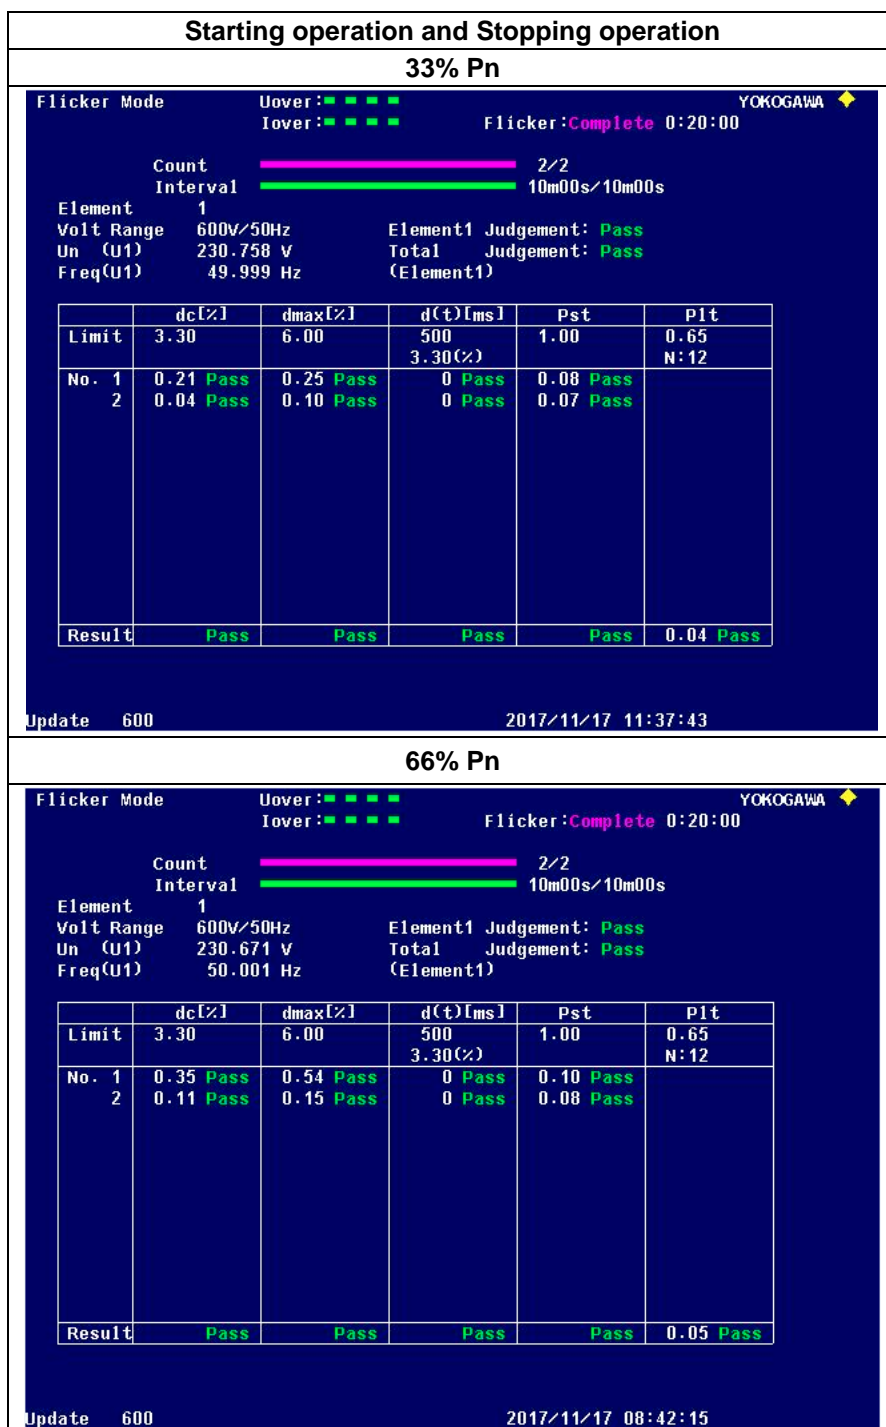 Starting operation and Stopping operation
33% Pn
Flicker Mode Uover: YOKOGAWA
Iover: Flicker:Complete 0:20:00
Count 2/2
Interval 10m00s/10m00s
Element 1
Volt Range 600V/50Hz Element1 Judgement: Pass
Un (U1) 230.758 V Total Judgement: Pass
Freq(U1) 49.999 Hz (Element1)
dc[%] dmax[%] d(t)[ms] Pst Plt
Limit 3.30 6.00 500 1.00 0.65
3.30(%) N:12
No. 1 0.21 Pass 0.25 Pass 0 Pass 0.08 Pass
2 0.04 Pass 0.10 Pass 0 Pass 0.07 Pass
Result Pass Pass Pass Pass 0.04 Pass
Update 600 2017/11/17 11:37:43
66% Pn
Flicker Mode Uover: YOKOGAWA
Iover: Flicker:Complete 0:20:00
Count 2/2
Interval 10m00s/10m00s
Element 1
Volt Range 600V/50Hz Element1 Judgement: Pass
Un (U1) 230.671 V Total Judgement: Pass
Freq(U1) 50.001 Hz (Element1)
dc[%] dmax[%] d(t)[ms] Pst Plt
Limit 3.30 6.00 500 1.00 0.65
3.30(%) N:12
No. 1 0.35 Pass 0.54 Pass 0 Pass 0.10 Pass
2 0.11 Pass 0.15 Pass 0 Pass 0.08 Pass
Result Pass Pass Pass Pass 0.05 Pass
Update 600 2017/11/17 08:42:15